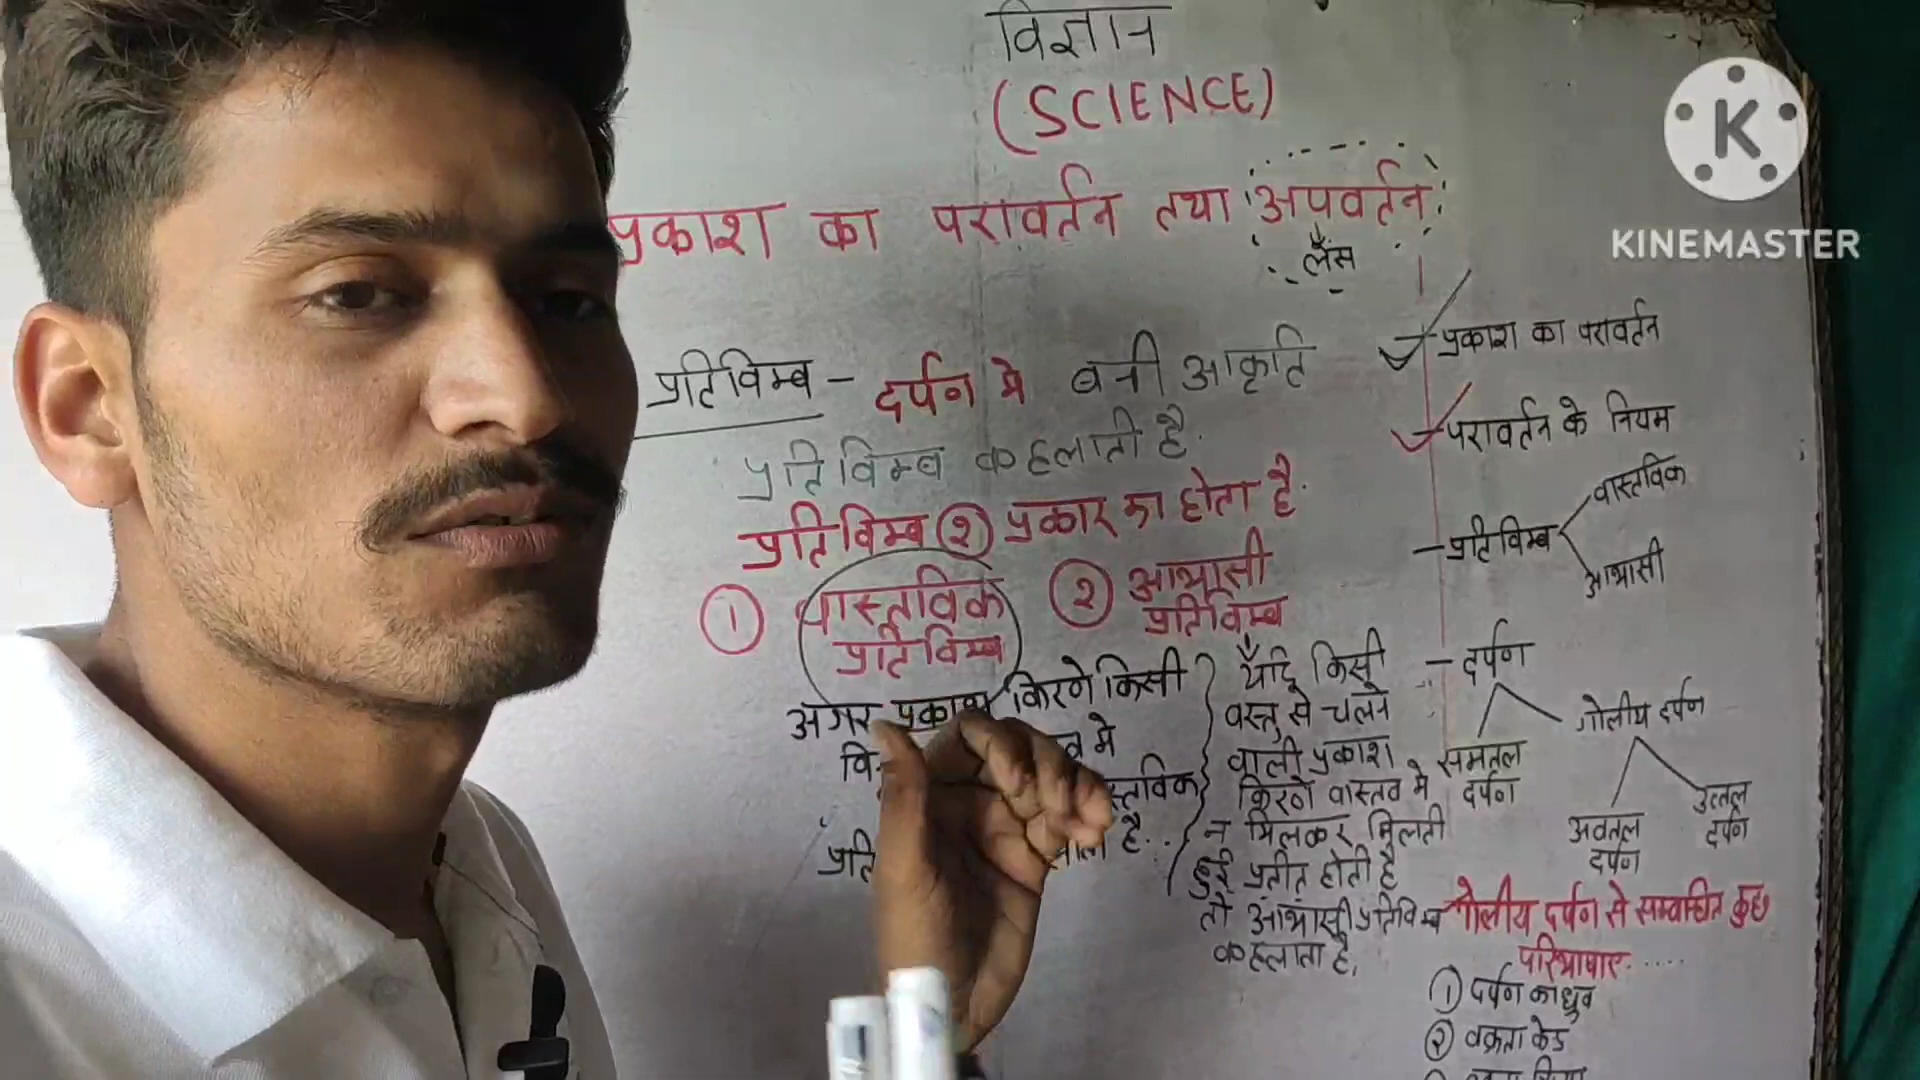 विज्ञान
(SCIENCE)
K
KINEMASTER
प्रकाश का परावर्तन तथा अपवर्तन
लैंस
प्रतिविम्ब – दर्पण मे बनी आकृति
प्रतिविम्ब कहलाती है.
प्रतिविम्ब २ प्रकार का होता है.
① वास्तविक
प्रतिविम्ब
अगर प्रकाश किरणे किसी
मे
प्रति है..
② आभासी
प्रतिविम्ब
यदि किसी
वस्तु से चलने
वाली प्रकाश
किरणे वास्तव मे
न मिलकर मिलती
हुई प्रतीत होती है
तो आभासी प्रतिविम्ब
कहलाता है,
प्रकाश का परावर्तन
– परावर्तन के नियम
– प्रतिविम्ब
वास्तविक
आभासी
– दर्पण
समतल
दर्पण
गोलीय दर्पण
अवतल
दर्पण
उत्तल
दर्पण
गोलीय दर्पण से सम्बन्धित कुछ
परिभाषाए.....
① दर्पण का ध्रुव
② वक्रता केंद्र